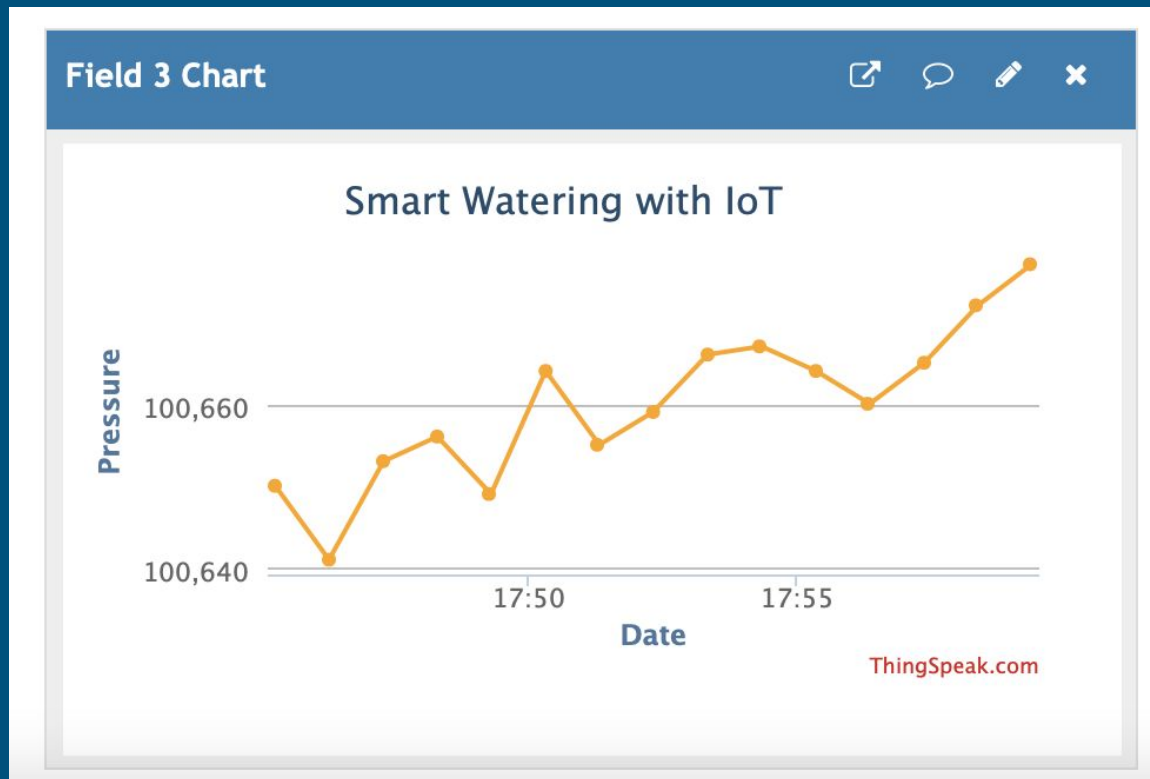 Field 3 Chart
Smart Watering with IoT
Pressure
100,660
100,640
17:50 17:55
Date
ThingSpeak.com